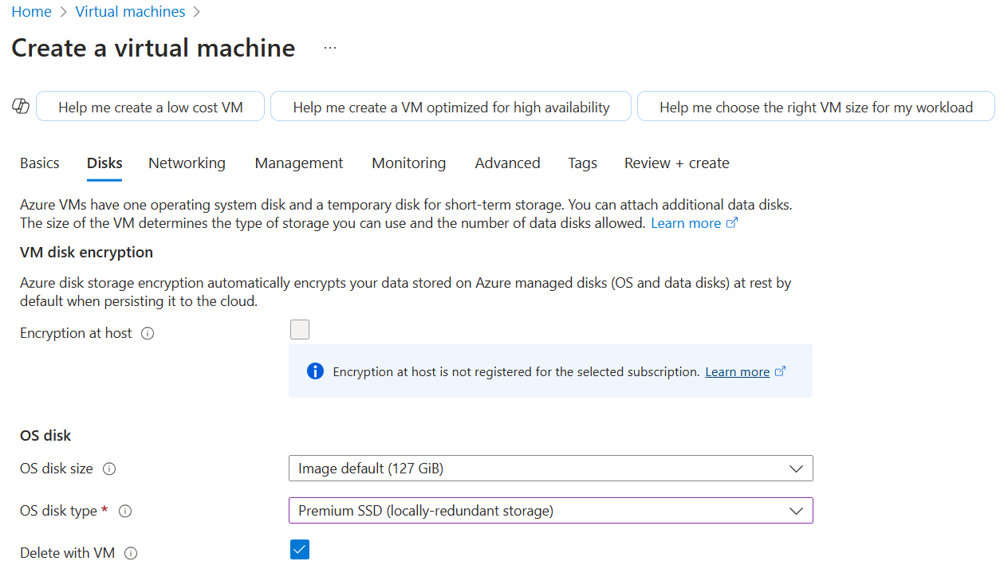 Home > Virtual machines >
Create a virtual machine ...
Help me create a low cost VM
Help me create a VM optimized for high availability
Help me choose the right VM size for my workload
Basics Disks Networking Management Monitoring Advanced Tags Review + create
Azure VMs have one operating system disk and a temporary disk for short-term storage. You can attach additional data disks.
The size of the VM determines the type of storage you can use and the number of data disks allowed. Learn more
VM disk encryption
Azure disk storage encryption automatically encrypts your data stored on Azure managed disks (OS and data disks) at rest by
default when persisting it to the cloud.
Encryption at host
Encryption at host is not registered for the selected subscription. Learn more
OS disk
OS disk size
Image default (127 GiB)
OS disk type *
Premium SSD (locally-redundant storage)
Delete with VM